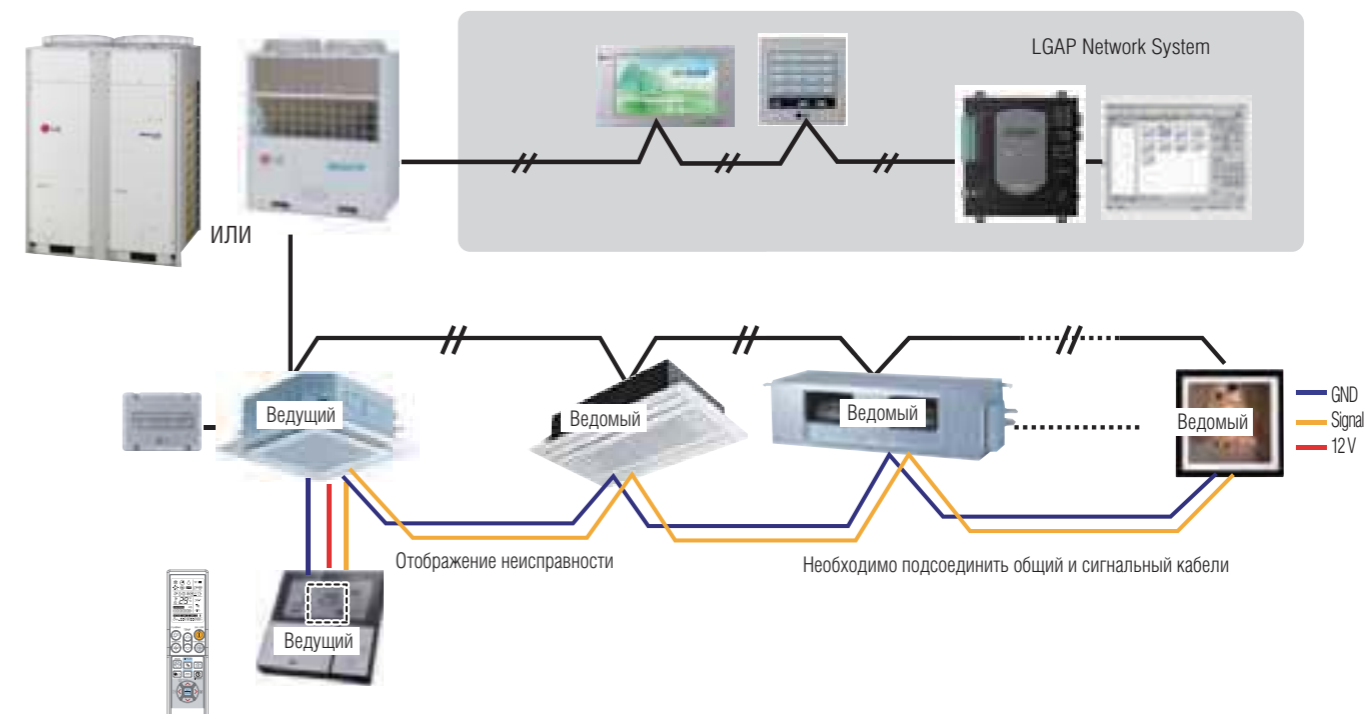 LGAP Network System
ИЛИ
Ведущий
Ведомый
Ведомый
Ведомый
GND
Signal
12 V
Отображение неисправности
Необходимо подсоединить общий и сигнальный кабели
Ведущий